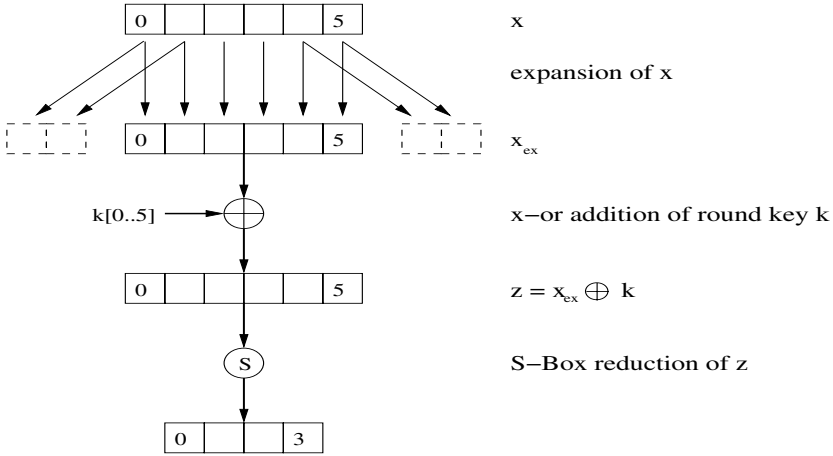 0 5 x
expansion of x
0 5 x_ex
k[0..5] x−or addition of round key k
0 5 z = x_ex ⊕ k
S S−Box reduction of z
0 3